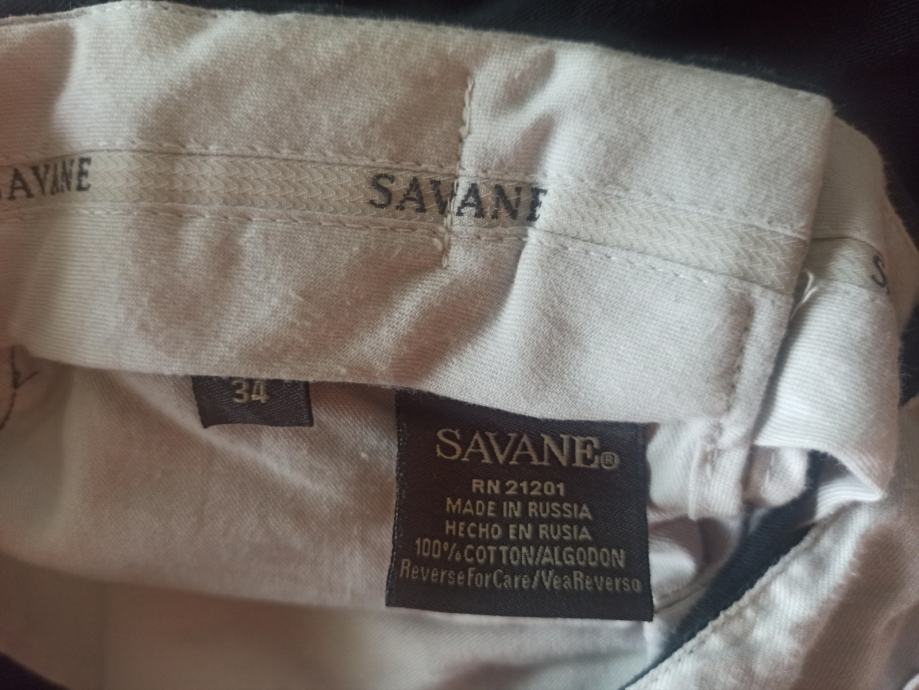 SAVANE
SAVANE
34
SAVANE®
RN 21201
MADE IN RUSSIA
HECHO EN RUSIA
100% COTTON/ALGODON
ReverseForCare/VeaReverso